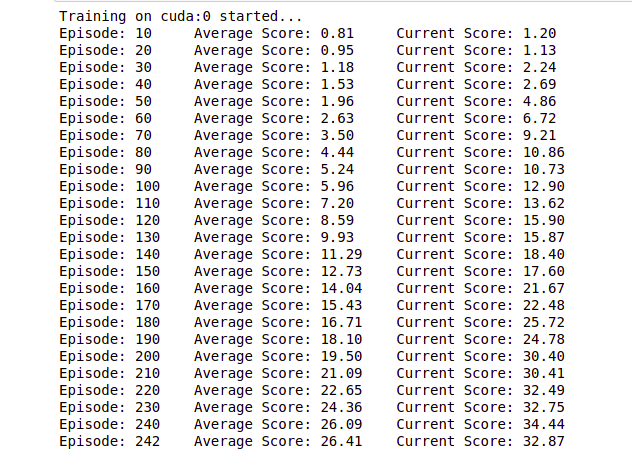 Training on cuda:0 started...
Episode: 10 Average Score: 0.81 Current Score: 1.20
Episode: 20 Average Score: 0.95 Current Score: 1.13
Episode: 30 Average Score: 1.18 Current Score: 2.24
Episode: 40 Average Score: 1.53 Current Score: 2.69
Episode: 50 Average Score: 1.96 Current Score: 4.86
Episode: 60 Average Score: 2.63 Current Score: 6.72
Episode: 70 Average Score: 3.50 Current Score: 9.21
Episode: 80 Average Score: 4.44 Current Score: 10.86
Episode: 90 Average Score: 5.24 Current Score: 10.73
Episode: 100 Average Score: 5.96 Current Score: 12.90
Episode: 110 Average Score: 7.20 Current Score: 13.62
Episode: 120 Average Score: 8.59 Current Score: 15.90
Episode: 130 Average Score: 9.93 Current Score: 15.87
Episode: 140 Average Score: 11.29 Current Score: 18.40
Episode: 150 Average Score: 12.73 Current Score: 17.60
Episode: 160 Average Score: 14.04 Current Score: 21.67
Episode: 170 Average Score: 15.43 Current Score: 22.48
Episode: 180 Average Score: 16.71 Current Score: 25.72
Episode: 190 Average Score: 18.10 Current Score: 24.78
Episode: 200 Average Score: 19.50 Current Score: 30.40
Episode: 210 Average Score: 21.09 Current Score: 30.41
Episode: 220 Average Score: 22.65 Current Score: 32.49
Episode: 230 Average Score: 24.36 Current Score: 32.75
Episode: 240 Average Score: 26.09 Current Score: 34.44
Episode: 242 Average Score: 26.41 Current Score: 32.87